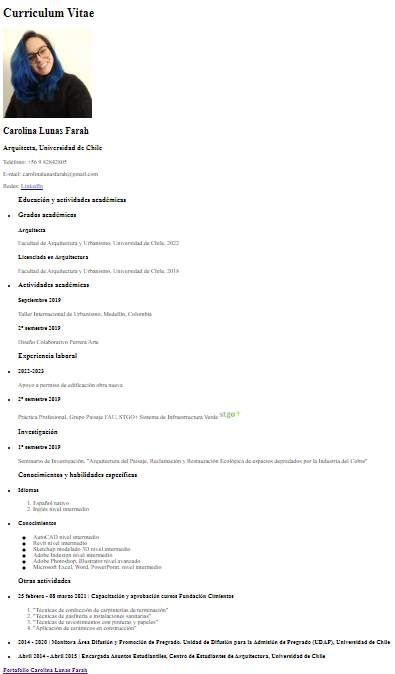 Curriculum Vitae
Carolina Lunas Farah
Arquitecta, Universidad de Chile
Teléfono: +56 9 82842805
E-mail: carolinalunasfarah@gmail.com
Redes: LinkedIn
Educación y actividades académicas
Grados académicos
Arquitecta
Facultad de Arquitectura y Urbanismo, Universidad de Chile, 2022
Licenciada en Arquitectura
Facultad de Arquitectura y Urbanismo, Universidad de Chile, 2018
Actividades académicas
Septiembre 2019
Taller Internacional de Urbanismo, Medellín, Colombia
2° semestre 2019
Diseño Colaborativo Parrera Arte
Experiencia laboral
2022-2023
Apoyo a permiso de edificación obra nueva
2° semestre 2019
Práctica Profesional, Grupo Paisaje FAU, STGO+ Sistema de Infraestructura Verde stgo+
Investigación
1° semestre 2019
Seminario de Investigación, "Arquitectura del Paisaje, Reclamación y Restauración Ecológica de espacios degradados por la Industria del Cobre"
Conocimientos y habilidades específicas
Idiomas
1. Español nativo
2. Inglés nivel intermedio
Conocimientos
AutoCAD nivel intermedio
Revit nivel intermedio
Sketchup modelado 3D nivel intermedio
Adobe Indesign nivel intermedio
Adobe Photoshop, Illustrator nivel avanzado
Microsoft Excel, Word, PowerPoint, nivel intermedio
Otras actividades
25 febrero - 08 marzo 2021 | Capacitación y aprobación cursos Fundación Cimientos
1. "Técnicas de confección de carpinterías de terminación"
2. "Técnicas de gasfitería e instalaciones sanitarias"
3. "Técnicas de revestimientos con pinturas y papeles"
4. "Aplicación de cerámicos en construcción"
2014 - 2020 | Monitora Área Difusión y Promoción de Pregrado. Unidad de Difusión para la Admisión de Pregrado (UDAP), Universidad de Chile
Abril 2014 - Abril 2015 | Encargada Asuntos Estudiantiles, Centro de Estudiantes de Arquitectura, Universidad de Chile
Portafolio Carolina Lunas Farah